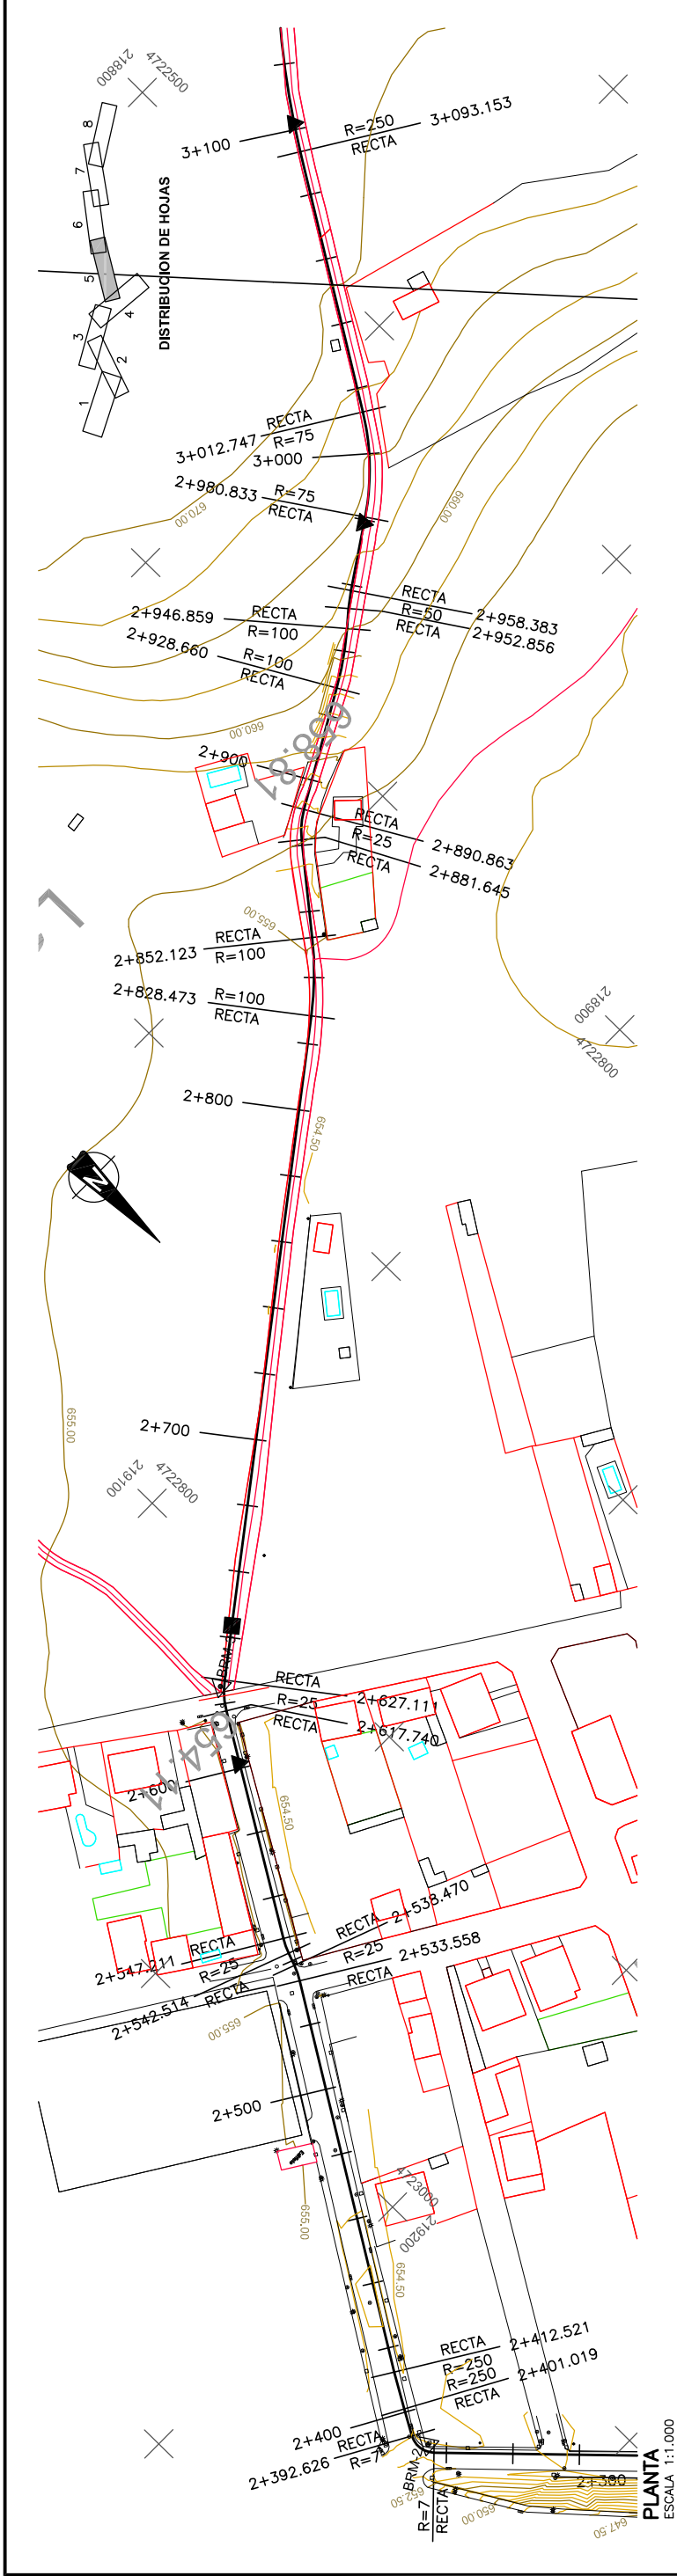 218800
4722500
1
2
3
4
5
6
7
8
DISTRIBUCION DE HOJAS
3+100
R=250
RECTA
3+093.153
3+012.747
RECTA
R=75
3+000
2+980.833
R=75
RECTA
670.00
660.00
2+946.859
RECTA
R=100
2+928.660
R=100
RECTA
RECTA
R=50
RECTA
2+958.383
2+952.856
660.00
2+900
668.81
RECTA
R=25
RECTA
2+890.863
2+881.645
655.00
2+852.123
RECTA
R=100
2+828.473
R=100
RECTA
218900
4722800
2+800
654.50
N
655.00
2+700
219100
4722800
RECTA
R=25
RECTA
2+627.111
2+617.740
654.11
2+600
654.50
2+547.211
RECTA
R=25
2+542.514
RECTA
RECTA
2+538.470
R=25
2+533.558
RECTA
655.00
2+500
655.00
4723000
219200
654.50
RECTA
2+412.521
R=250
R=250
2+401.019
RECTA
2+400
2+392.626
RECTA
R=7
BRM-2
652.50
650.00
R=7
RECTA
647.50
PLANTA
ESCALA 1:1.000